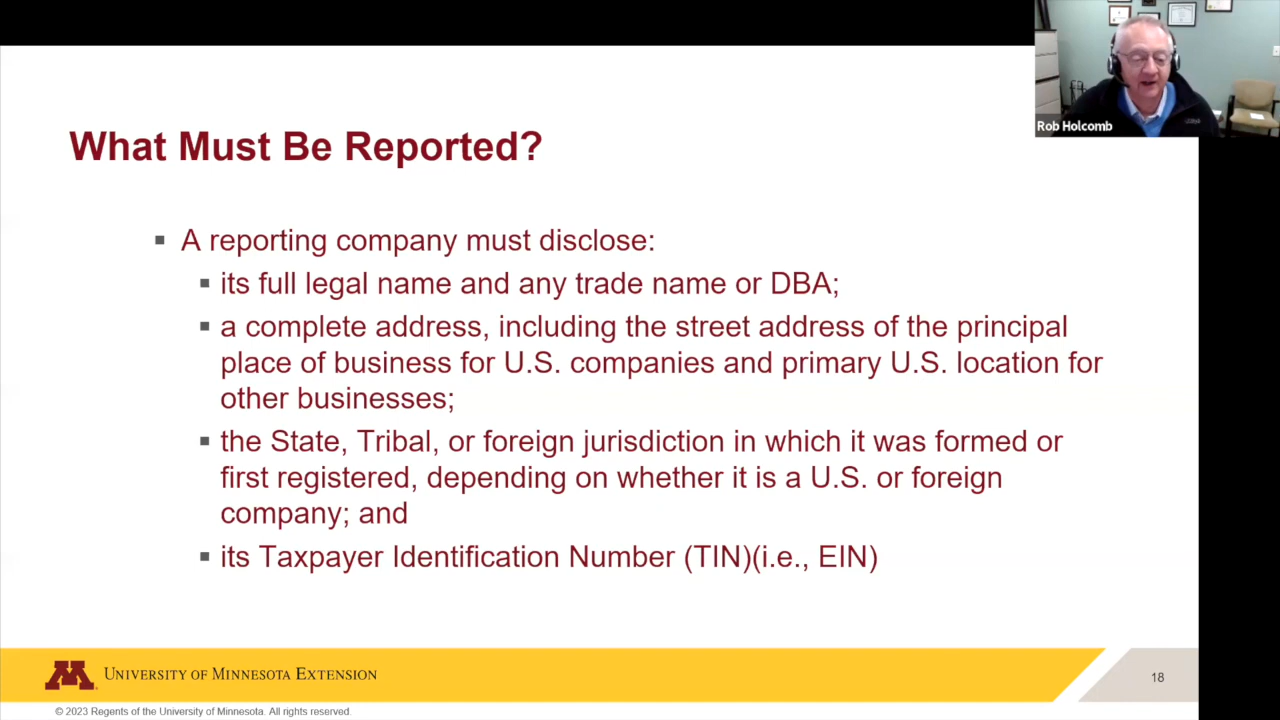 Rob Holcomb
What Must Be Reported?
▪ A reporting company must disclose:
▪ its full legal name and any trade name or DBA;
▪ a complete address, including the street address of the principal
place of business for U.S. companies and primary U.S. location for
other businesses;
▪ the State, Tribal, or foreign jurisdiction in which it was formed or
first registered, depending on whether it is a U.S. or foreign
company; and
▪ its Taxpayer Identification Number (TIN)(i.e., EIN)
M
UNIVERSITY OF MINNESOTA EXTENSION
18
© 2023 Regents of the University of Minnesota. All rights reserved.